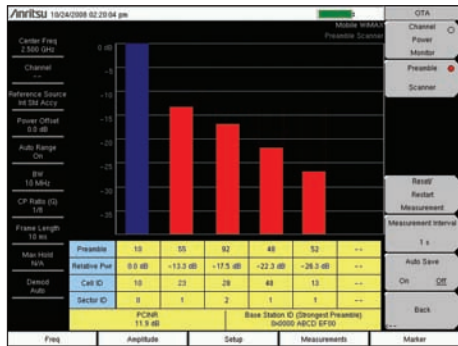 Anritsu 10/24/2008 02:20:04 pm
Mobile WiMAX
Preamble Scanner
Center Freq
2.500 GHz
Channel
--
Reference Source
Int Std Accy
Power Offset
0.0 dB
Auto Range
On
BW
10 MHz
CP Ratio (G)
1/8
Frame Length
10 ms
Max Hold
N/A
Demod
Auto
0 dB
-5
-10
-15
-20
-25
-30
-35
Preamble 10 55 92 48 52 --
Relative Pwr 0.0 dB -13.3 dB -17.5 dB -22.3 dB -26.3 dB --
Cell ID 10 23 28 48 13 --
Sector ID 0 1 2 1 1 --
PCINR
11.9 dB
Base Station ID (Strongest Preamble)
0x0000 ABCD EF00
OTA
Channel
Power
Monitor
Preamble
Scanner
Reset/
Restart
Measurement
Measurement Interval
1 s
Auto Save
On Off
Back
Freq Amplitude Setup Measurements Marker